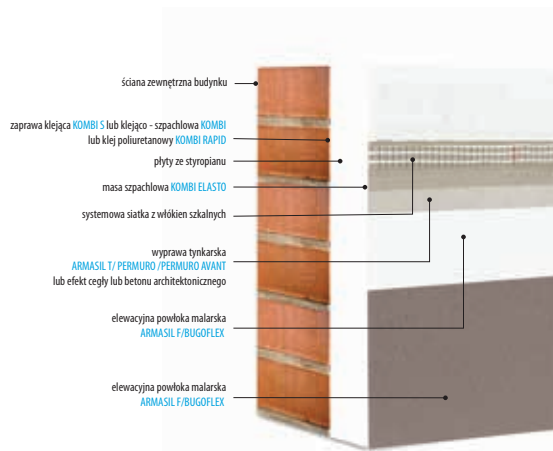 ściana zewnętrzna budynku
zaprawa klejąca KOMBI S lub klejąco - szpachlowa KOMBI
lub klej poliuretanowy KOMBI RAPID
płyty ze styropianu
masa szpachlowa KOMBI ELASTO
systemowa siatka z włókien szkalnych
wyprawa tynkarska
ARMASIL T/ PERMURO /PERMURO AVANT
lub efekt cegły lub betonu architektonicznego
elewacyjna powłoka malarska
ARMASIL F/BUGOFLEX
elewacyjna powłoka malarska
ARMASIL F/BUGOFLEX